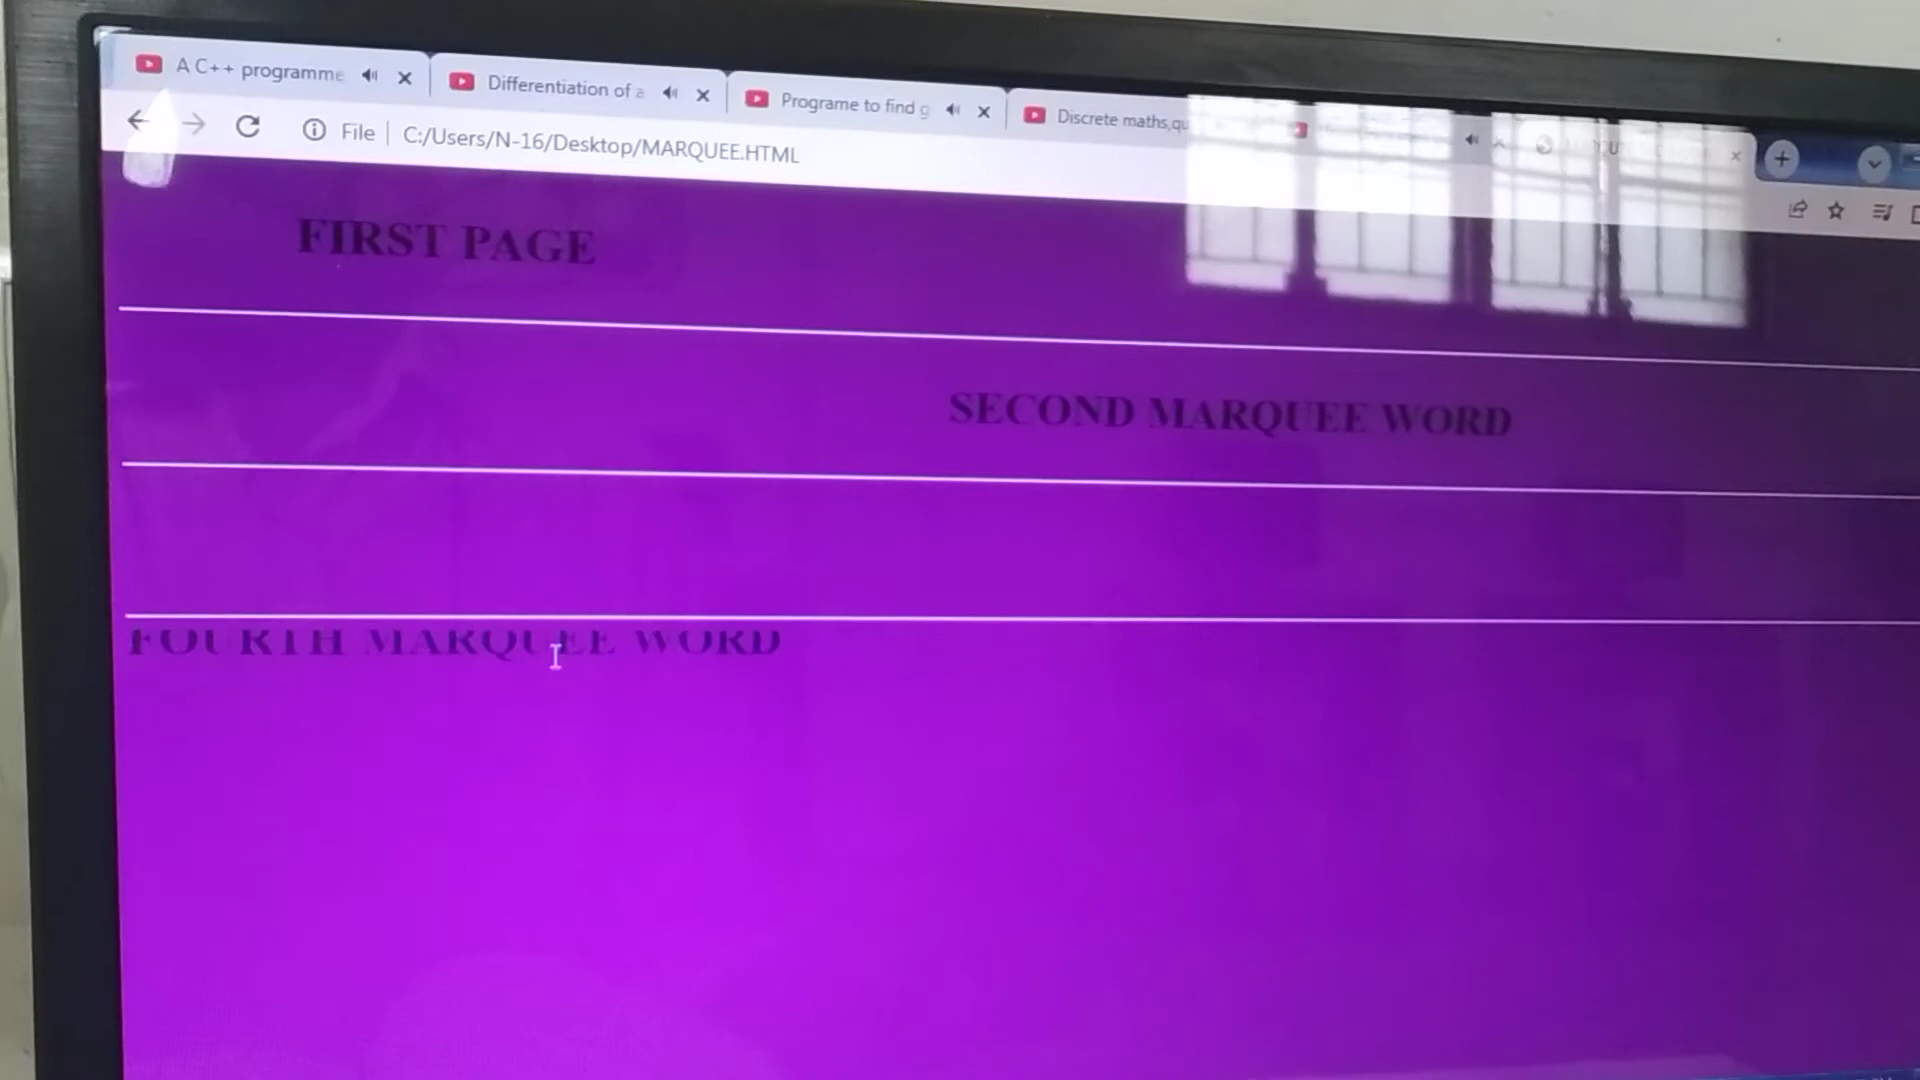 A C++ programme
Differentiation of a
Programe to find g
Discrete maths,qu
File
C:/Users/N-16/Desktop/MARQUEE.HTML
FIRST PAGE
SECOND MARQUEE WORD
FOURTH MARQUEE WORD